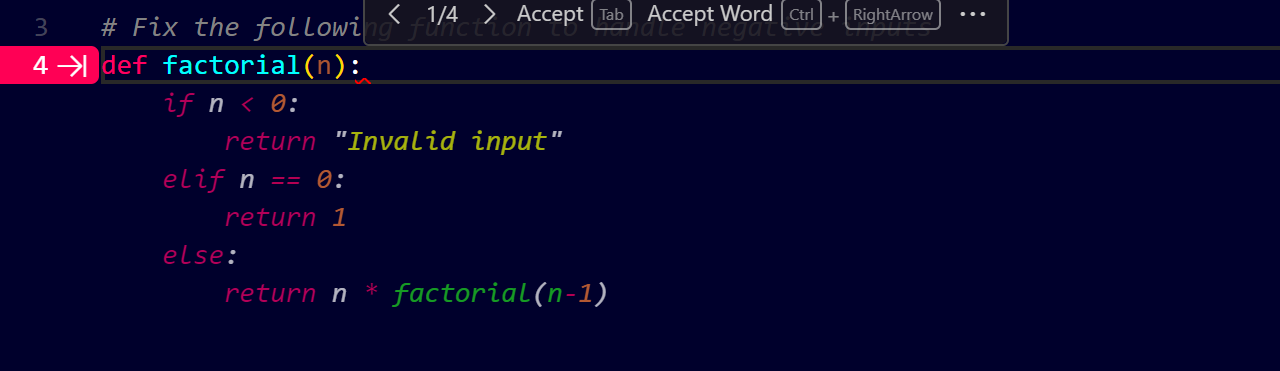 1/4 Accept Tab Accept Word Ctrl + RightArrow ...
3 # Fix the following function to handle negative inputs
4 def factorial(n):
if n < 0:
return "Invalid input"
elif n == 0:
return 1
else:
return n * factorial(n-1)